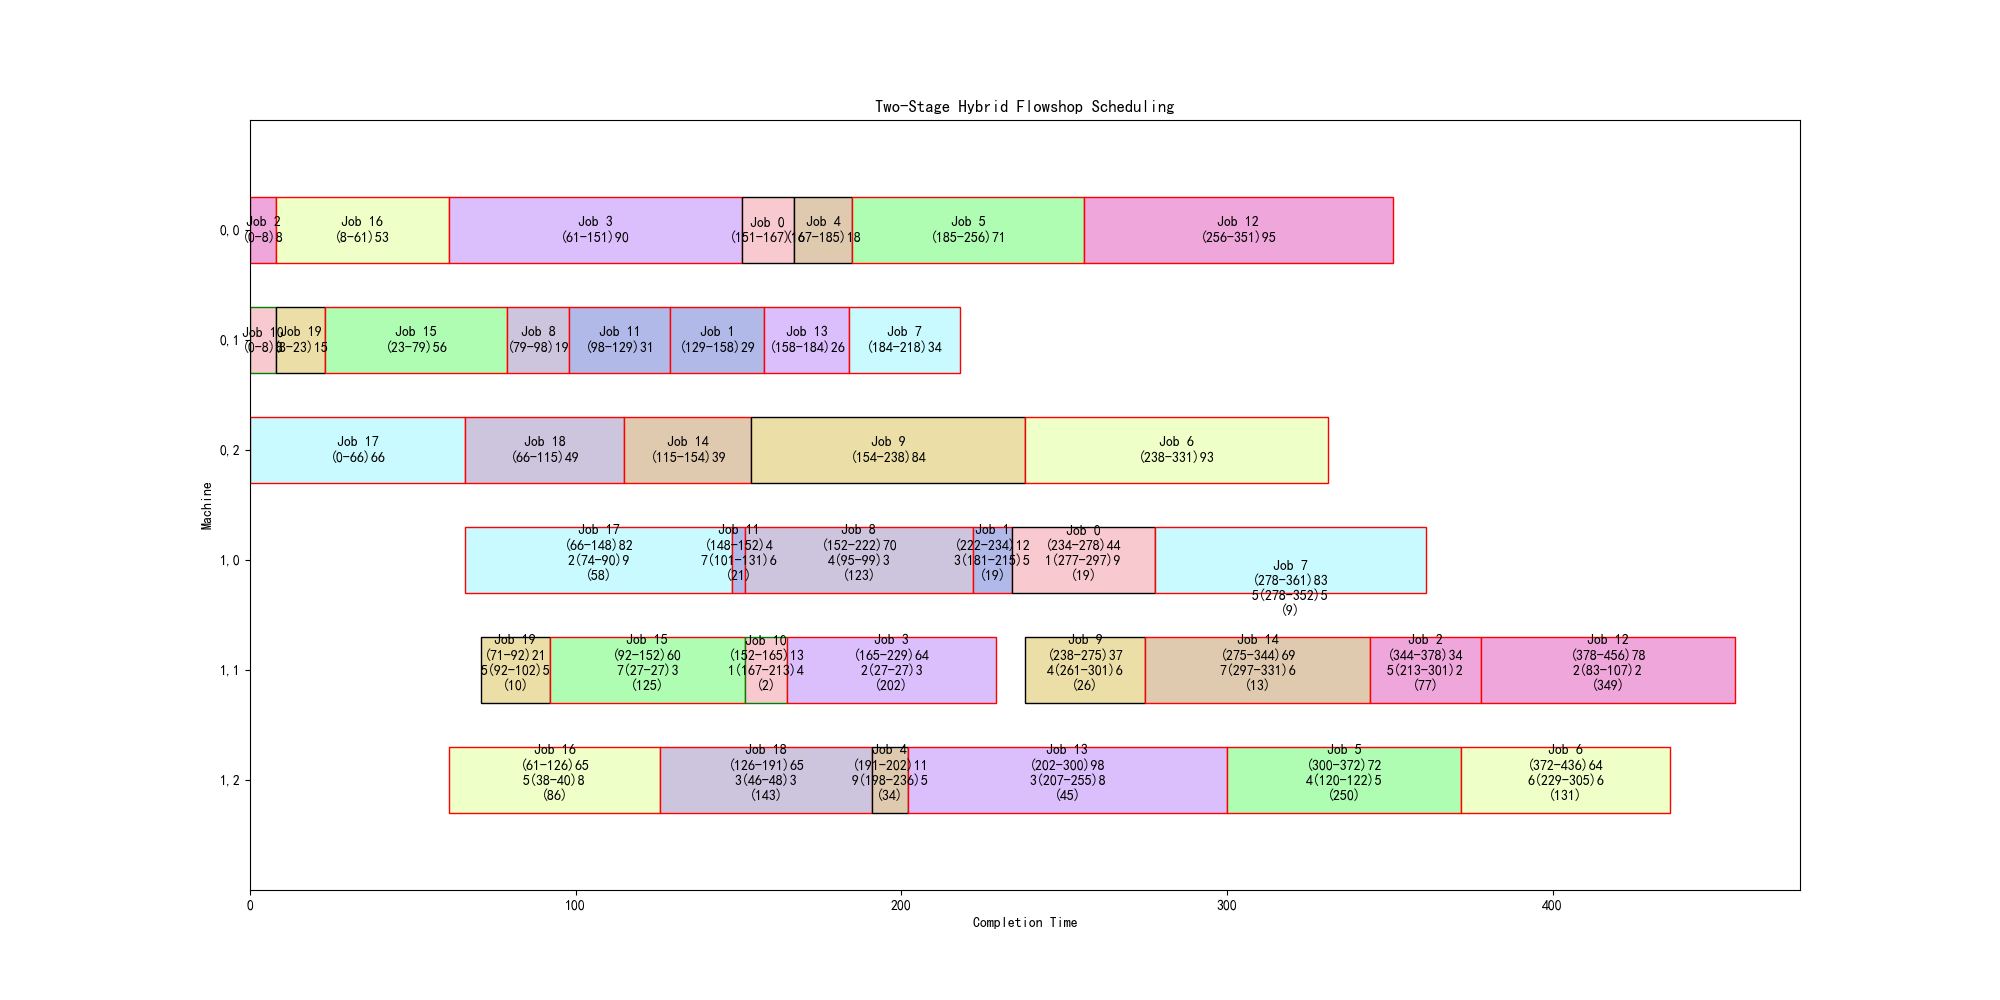 Two-Stage Hybrid Flowshop Scheduling
Machine
0,0
Job 2
(0-8)8
Job 16
(8-61)53
Job 3
(61-151)90
Job 0
(151-167)16
Job 4
(167-185)18
Job 5
(185-256)71
Job 12
(256-351)95
0,1
Job 10
(0-8)8
Job 19
(8-23)15
Job 15
(23-79)56
Job 8
(79-98)19
Job 11
(98-129)31
Job 1
(129-158)29
Job 13
(158-184)26
Job 7
(184-218)34
0,2
Job 17
(0-66)66
Job 18
(66-115)49
Job 14
(115-154)39
Job 9
(154-238)84
Job 6
(238-331)93
1,0
Job 17
(66-148)82
2(74-90)9
(58)
Job 11
(148-152)4
7(101-131)6
(21)
Job 8
(152-222)70
4(95-99)3
(123)
Job 1
(222-234)12
3(181-215)5
(19)
Job 0
(234-278)44
1(277-297)9
(19)
Job 7
(278-361)83
5(278-352)5
(9)
1,1
Job 19
(71-92)21
5(92-102)5
(10)
Job 15
(92-152)60
7(27-27)3
(125)
Job 10
(152-165)13
1(167-213)4
(2)
Job 3
(165-229)64
2(27-27)3
(202)
Job 9
(238-275)37
4(261-301)6
(26)
Job 14
(275-344)69
7(297-331)6
(13)
Job 2
(344-378)34
5(213-301)2
(77)
Job 12
(378-456)78
2(83-107)2
(349)
1,2
Job 16
(61-126)65
5(38-40)8
(86)
Job 18
(126-191)65
3(46-48)3
(143)
Job 4
(191-202)11
9(198-236)5
(34)
Job 13
(202-300)98
3(207-255)8
(45)
Job 5
(300-372)72
4(120-122)5
(250)
Job 6
(372-436)64
6(229-305)6
(131)
0
100
200
300
400
Completion Time